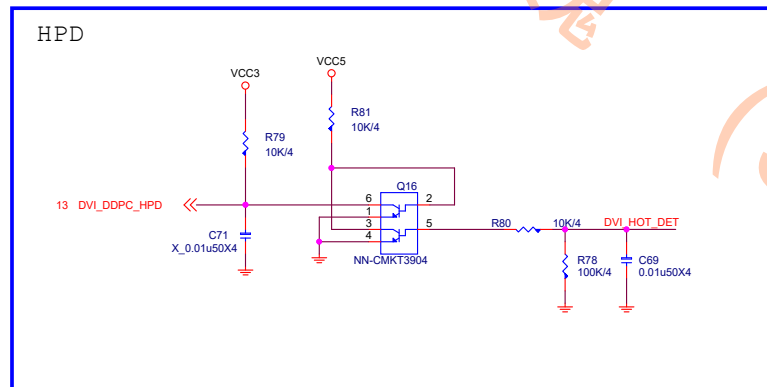 HPD
VCC3
VCC5
R81
10K/4
R79
10K/4
Q16
13 DVI_DDPC_HPD
6
2
1
3
5
4
R80
10K/4
DVI_HOT_DET
C71
X_0.01u50X4
NN-CMKT3904
R78
100K/4
C69
0.01u50X4